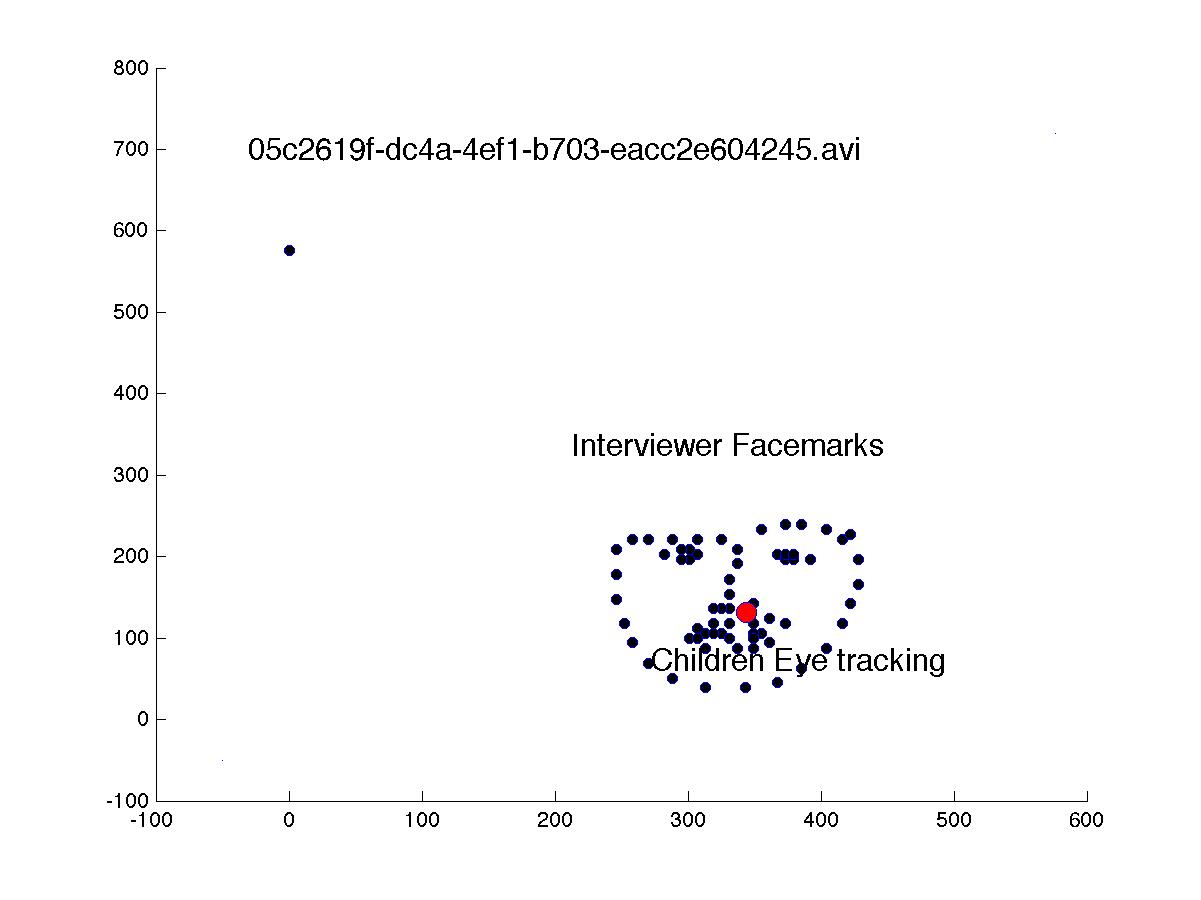 800
05c2619f-dc4a-4ef1-b703-eacc2e604245.avi
700
600
500
400
Interviewer Facemarks
300
200
100
Children Eye tracking
0
-100
-100 0 100 200 300 400 500 600